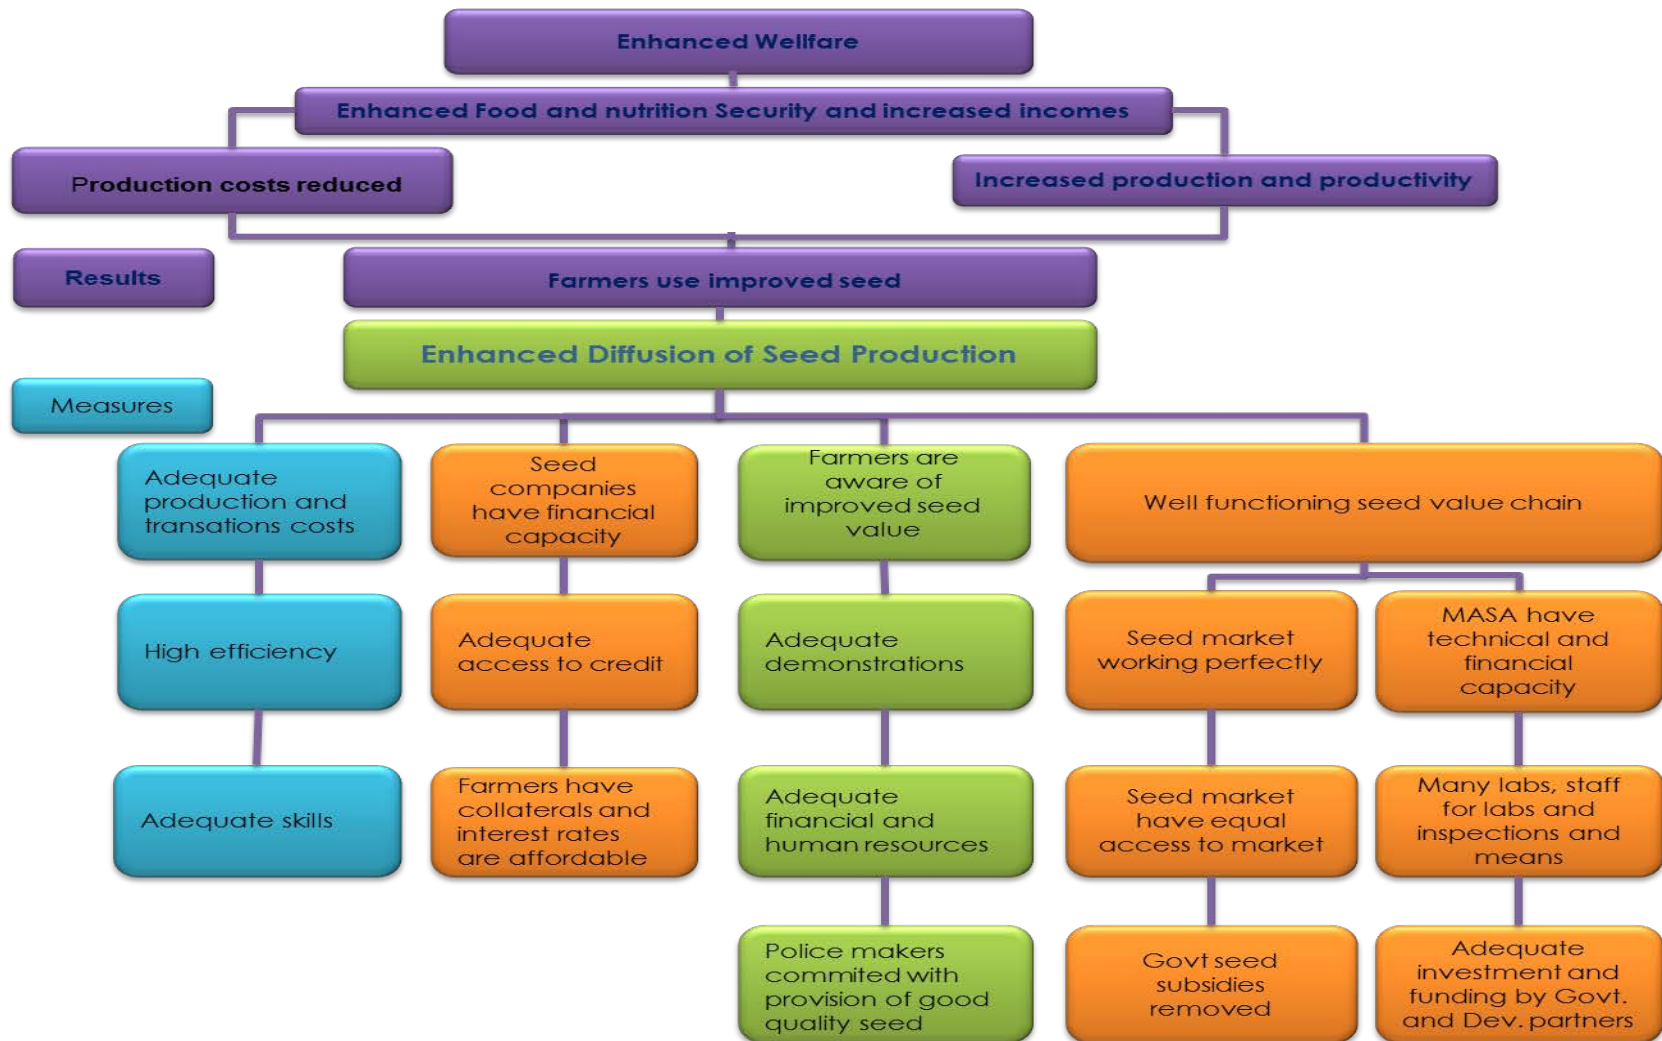 Enhanced Wellfare
Enhanced Food and nutrition Security and increased incomes
Production costs reduced
Increased production and productivity
Results
Farmers use improved seed
Enhanced Diffusion of Seed Production
Measures
Adequate
production and
transations costs
Seed
companies
have financial
capacity
Farmers are
aware of
improved seed
value
Well functioning seed value chain
High efficiency
Adequate
access to credit
Adequate
demonstrations
Seed market
working perfectly
MASA have
technical and
financial
capacity
Adequate skills
Farmers have
collaterals and
interest rates
are affordable
Adequate
financial and
human resources
Seed market
have equal
access to market
Many labs, staff
for labs and
inspections and
means
Police makers
commited with
provision of good
quality seed
Govt seed
subsidies
removed
Adequate
investment and
funding by Govt.
and Dev. partners